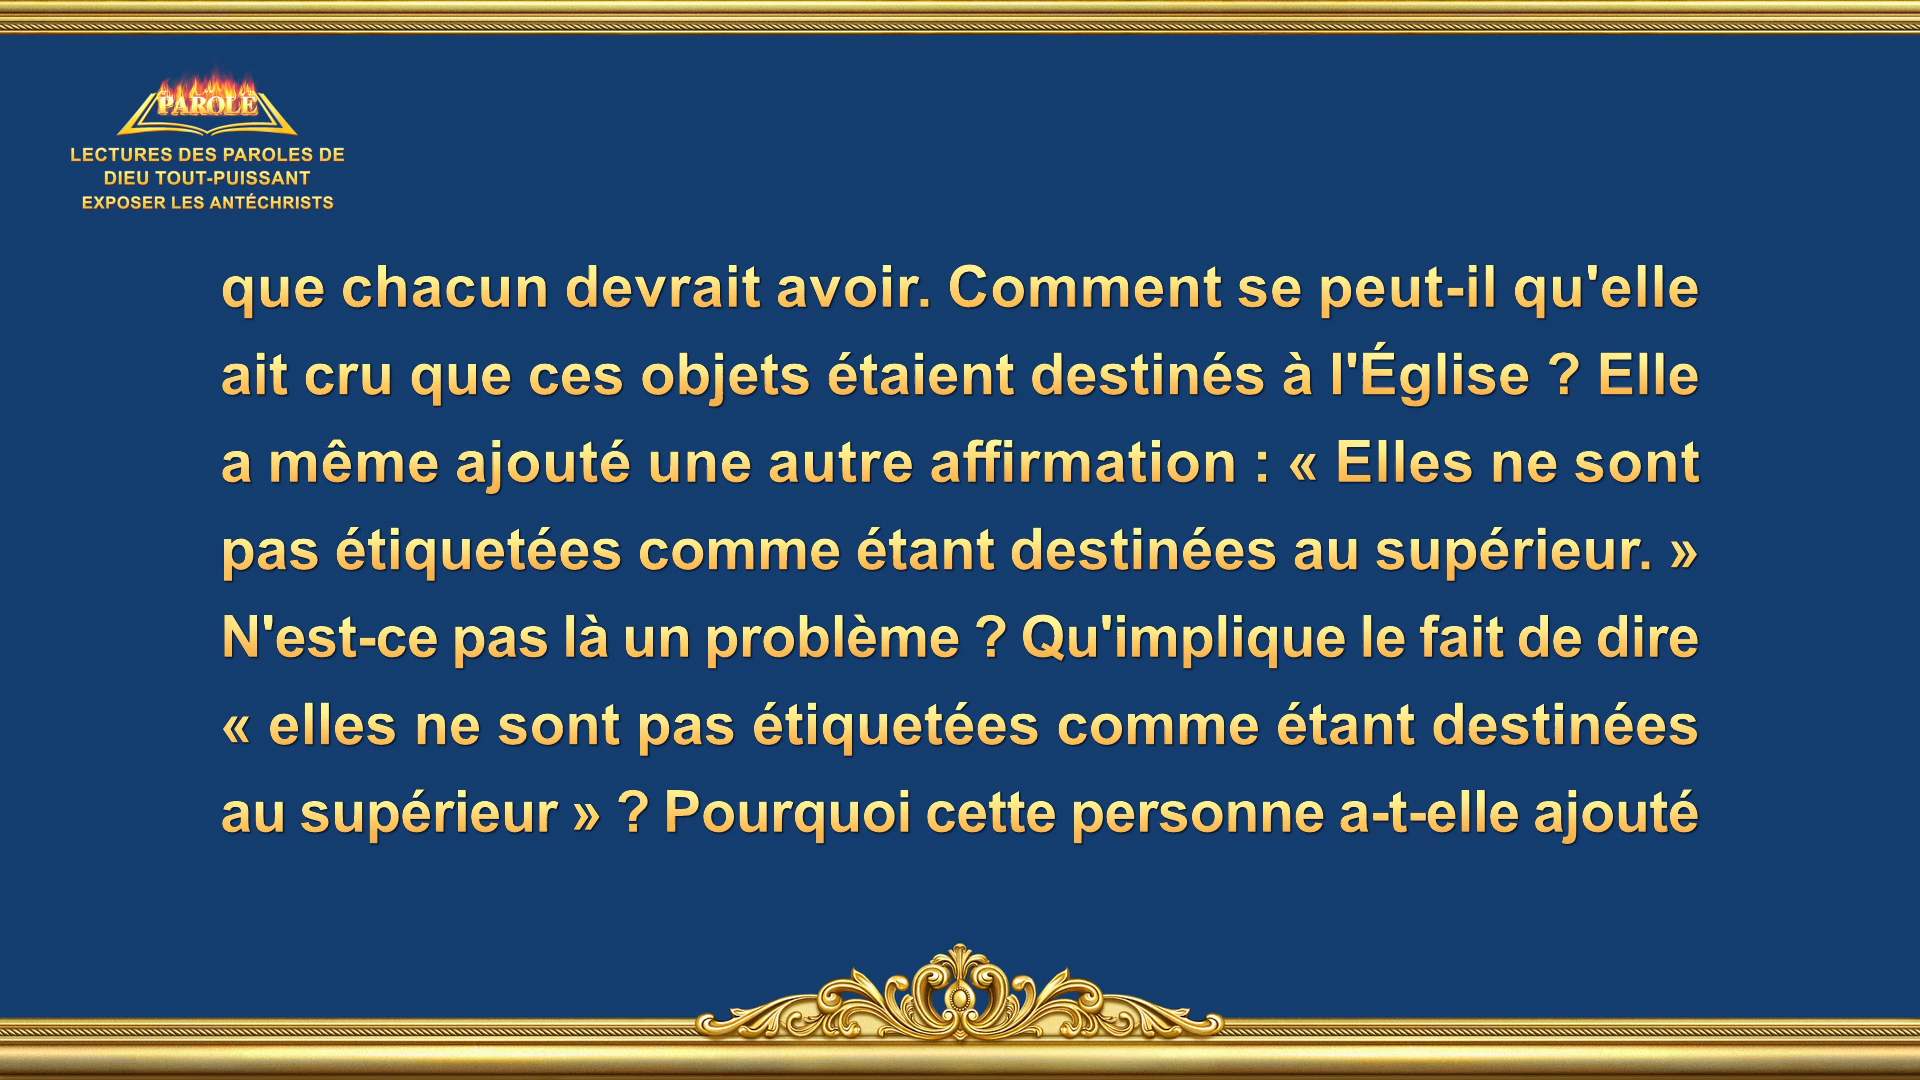 PAROLE
LECTURES DES PAROLES DE
DIEU TOUT-PUISSANT
EXPOSER LES ANTÉCHRISTS
que chacun devrait avoir. Comment se peut-il qu'elle
ait cru que ces objets étaient destinés à l'Église ? Elle
a même ajouté une autre affirmation : « Elles ne sont
pas étiquetées comme étant destinées au supérieur. »
N'est-ce pas là un problème ? Qu'implique le fait de dire
« elles ne sont pas étiquetées comme étant destinées
au supérieur » ? Pourquoi cette personne a-t-elle ajouté